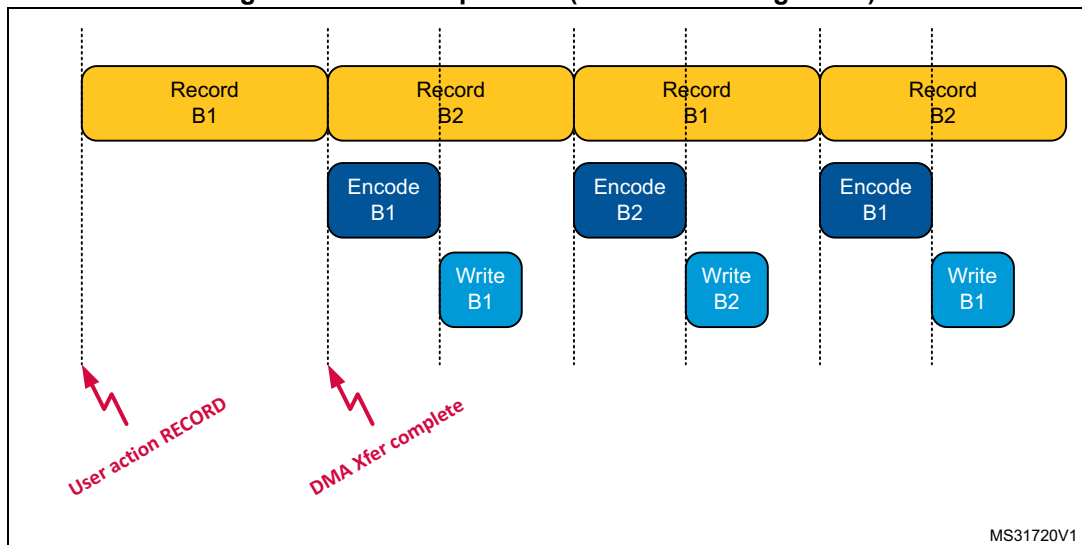 Record
B1
Record
B2
Record
B1
Record
B2
Encode
B1
Encode
B2
Encode
B1
Write
B1
Write
B2
Write
B1
User action RECORD
DMA Xfer complete
MS31720V1